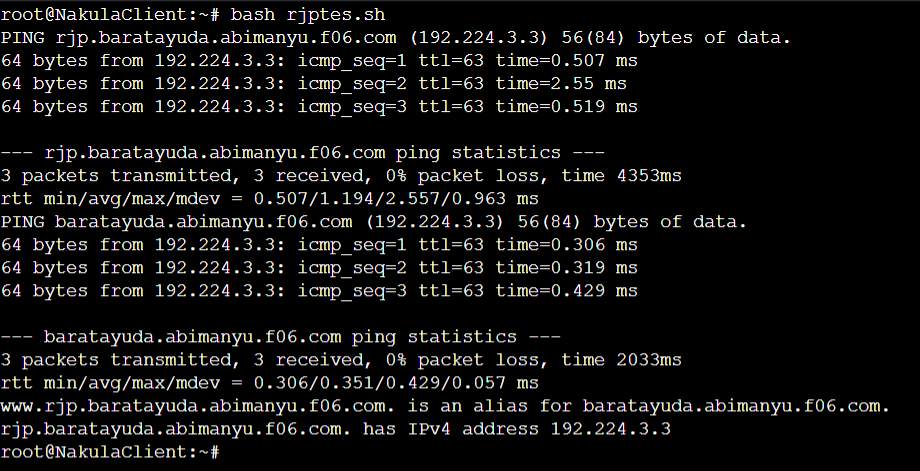 root@NakulaClient:~# bash rjptes.sh
PING rjp.baratayuda.abimanyu.f06.com (192.224.3.3) 56(84) bytes of data.
64 bytes from 192.224.3.3: icmp_seq=1 ttl=63 time=0.507 ms
64 bytes from 192.224.3.3: icmp_seq=2 ttl=63 time=2.55 ms
64 bytes from 192.224.3.3: icmp_seq=3 ttl=63 time=0.519 ms

--- rjp.baratayuda.abimanyu.f06.com ping statistics ---
3 packets transmitted, 3 received, 0% packet loss, time 4353ms
rtt min/avg/max/mdev = 0.507/1.194/2.557/0.963 ms
PING baratayuda.abimanyu.f06.com (192.224.3.3) 56(84) bytes of data.
64 bytes from 192.224.3.3: icmp_seq=1 ttl=63 time=0.306 ms
64 bytes from 192.224.3.3: icmp_seq=2 ttl=63 time=0.319 ms
64 bytes from 192.224.3.3: icmp_seq=3 ttl=63 time=0.429 ms

--- baratayuda.abimanyu.f06.com ping statistics ---
3 packets transmitted, 3 received, 0% packet loss, time 2033ms
rtt min/avg/max/mdev = 0.306/0.351/0.429/0.057 ms
www.rjp.baratayuda.abimanyu.f06.com. is an alias for baratayuda.abimanyu.f06.com.
rjp.baratayuda.abimanyu.f06.com. has IPv4 address 192.224.3.3
root@NakulaClient:~#